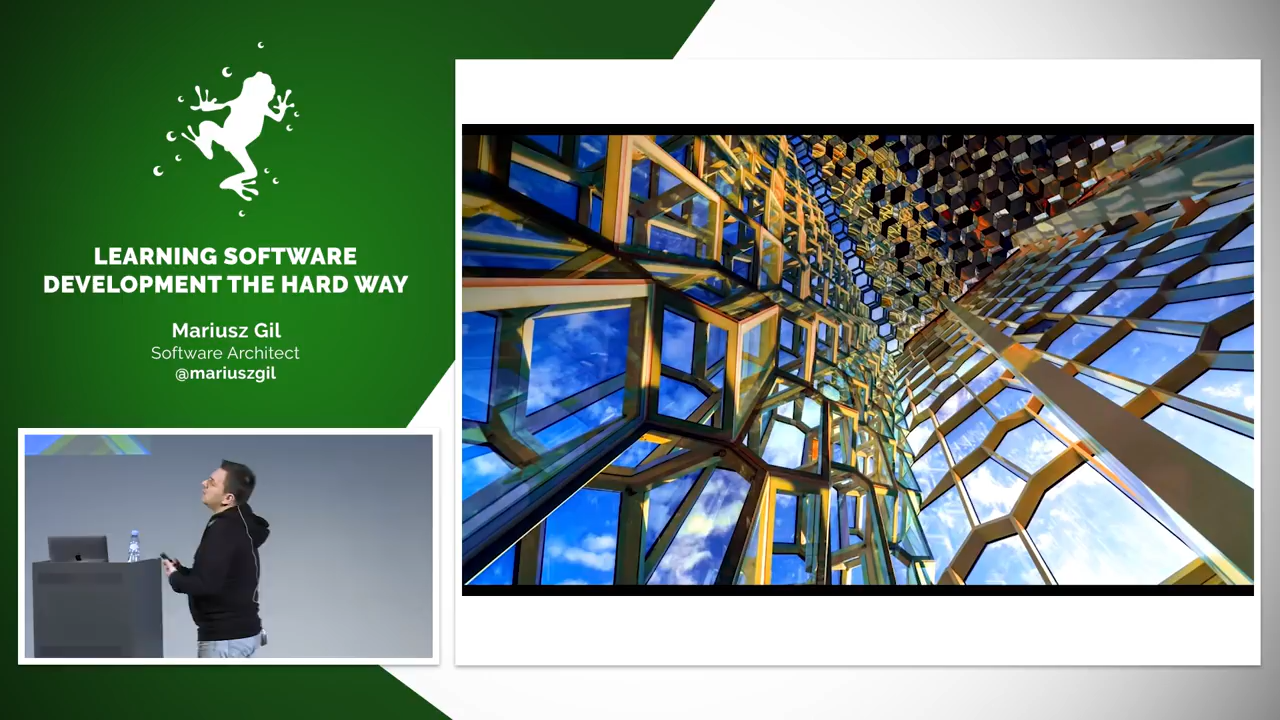 LEARNING SOFTWARE
DEVELOPMENT THE HARD WAY
Mariusz Gil
Software Architect
@mariuszgil